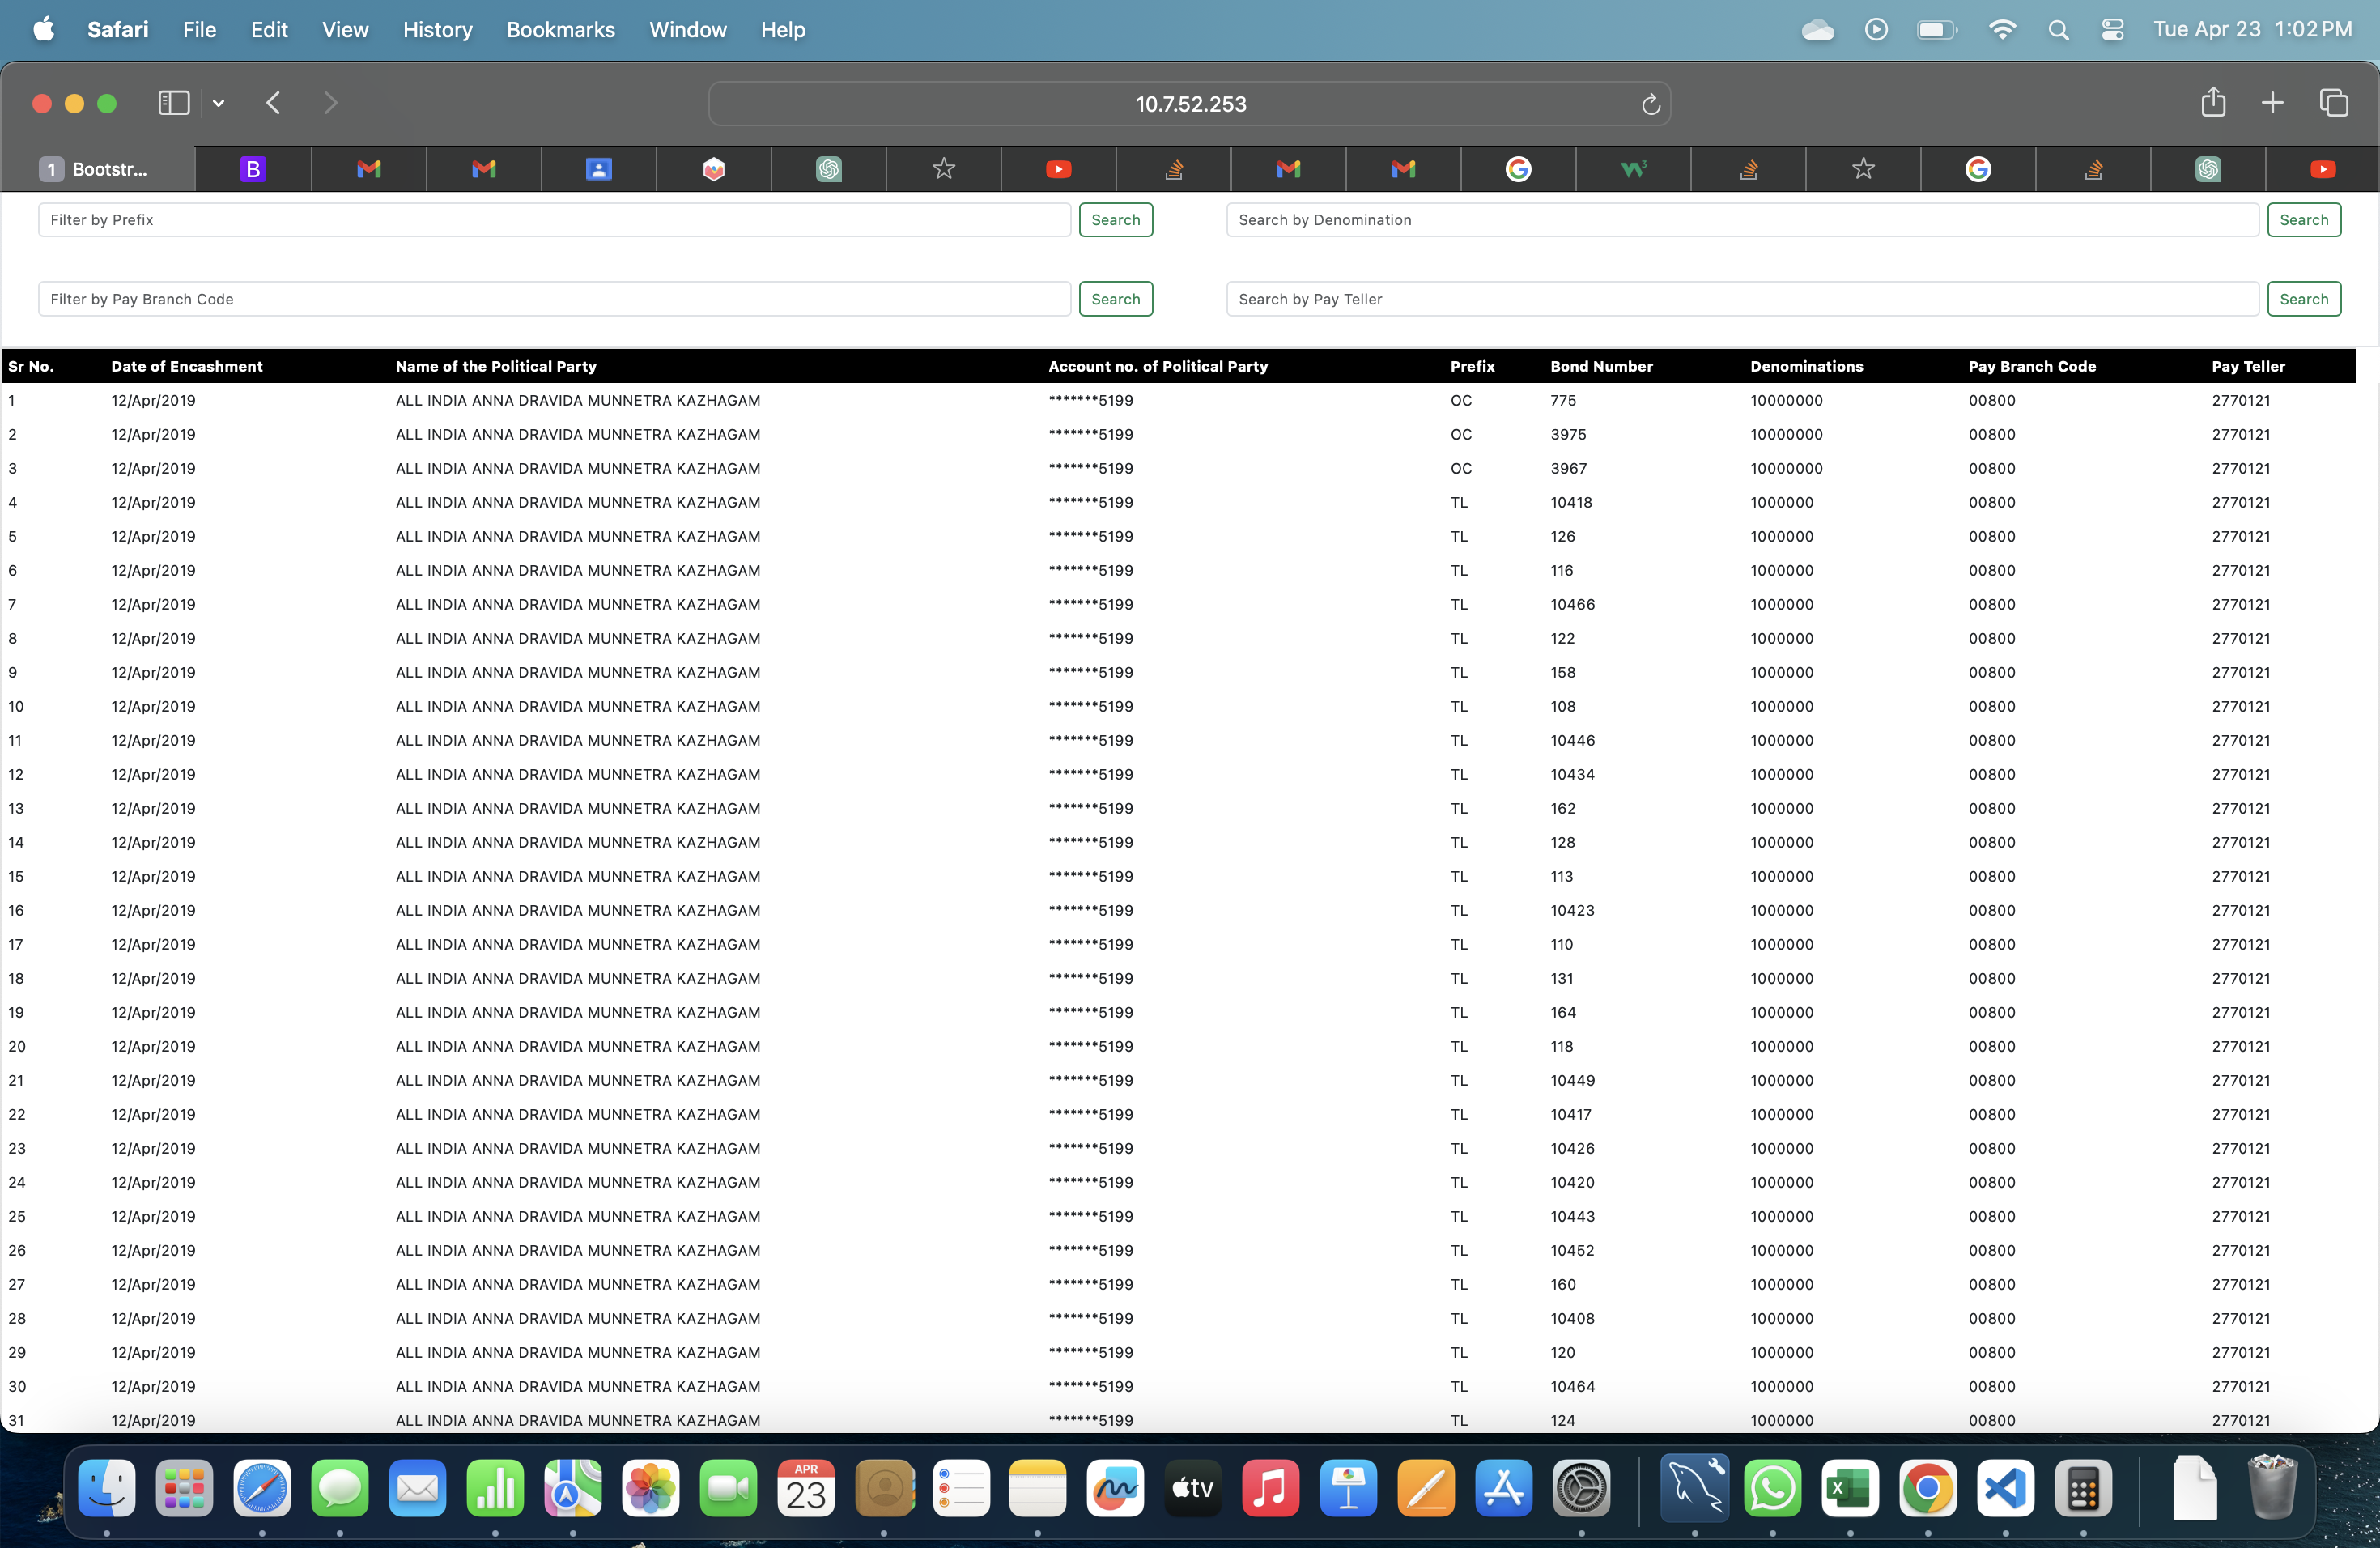 Safari File Edit View History Bookmarks Window Help Tue Apr 23 1:02 PM
10.7.52.253
1 Bootstr...
Filter by Prefix Search Search by Denomination Search
Filter by Pay Branch Code Search Search by Pay Teller Search
Sr No. Date of Encashment Name of the Political Party Account no. of Political Party Prefix Bond Number Denominations Pay Branch Code Pay Teller
1 12/Apr/2019 ALL INDIA ANNA DRAVIDA MUNNETRA KAZHAGAM *******5199 OC 775 10000000 00800 2770121
2 12/Apr/2019 ALL INDIA ANNA DRAVIDA MUNNETRA KAZHAGAM *******5199 OC 3975 10000000 00800 2770121
3 12/Apr/2019 ALL INDIA ANNA DRAVIDA MUNNETRA KAZHAGAM *******5199 OC 3967 10000000 00800 2770121
4 12/Apr/2019 ALL INDIA ANNA DRAVIDA MUNNETRA KAZHAGAM *******5199 TL 10418 1000000 00800 2770121
5 12/Apr/2019 ALL INDIA ANNA DRAVIDA MUNNETRA KAZHAGAM *******5199 TL 126 1000000 00800 2770121
6 12/Apr/2019 ALL INDIA ANNA DRAVIDA MUNNETRA KAZHAGAM *******5199 TL 116 1000000 00800 2770121
7 12/Apr/2019 ALL INDIA ANNA DRAVIDA MUNNETRA KAZHAGAM *******5199 TL 10466 1000000 00800 2770121
8 12/Apr/2019 ALL INDIA ANNA DRAVIDA MUNNETRA KAZHAGAM *******5199 TL 122 1000000 00800 2770121
9 12/Apr/2019 ALL INDIA ANNA DRAVIDA MUNNETRA KAZHAGAM *******5199 TL 158 1000000 00800 2770121
10 12/Apr/2019 ALL INDIA ANNA DRAVIDA MUNNETRA KAZHAGAM *******5199 TL 108 1000000 00800 2770121
11 12/Apr/2019 ALL INDIA ANNA DRAVIDA MUNNETRA KAZHAGAM *******5199 TL 10446 1000000 00800 2770121
12 12/Apr/2019 ALL INDIA ANNA DRAVIDA MUNNETRA KAZHAGAM *******5199 TL 10434 1000000 00800 2770121
13 12/Apr/2019 ALL INDIA ANNA DRAVIDA MUNNETRA KAZHAGAM *******5199 TL 162 1000000 00800 2770121
14 12/Apr/2019 ALL INDIA ANNA DRAVIDA MUNNETRA KAZHAGAM *******5199 TL 128 1000000 00800 2770121
15 12/Apr/2019 ALL INDIA ANNA DRAVIDA MUNNETRA KAZHAGAM *******5199 TL 113 1000000 00800 2770121
16 12/Apr/2019 ALL INDIA ANNA DRAVIDA MUNNETRA KAZHAGAM *******5199 TL 10423 1000000 00800 2770121
17 12/Apr/2019 ALL INDIA ANNA DRAVIDA MUNNETRA KAZHAGAM *******5199 TL 110 1000000 00800 2770121
18 12/Apr/2019 ALL INDIA ANNA DRAVIDA MUNNETRA KAZHAGAM *******5199 TL 131 1000000 00800 2770121
19 12/Apr/2019 ALL INDIA ANNA DRAVIDA MUNNETRA KAZHAGAM *******5199 TL 164 1000000 00800 2770121
20 12/Apr/2019 ALL INDIA ANNA DRAVIDA MUNNETRA KAZHAGAM *******5199 TL 118 1000000 00800 2770121
21 12/Apr/2019 ALL INDIA ANNA DRAVIDA MUNNETRA KAZHAGAM *******5199 TL 10449 1000000 00800 2770121
22 12/Apr/2019 ALL INDIA ANNA DRAVIDA MUNNETRA KAZHAGAM *******5199 TL 10417 1000000 00800 2770121
23 12/Apr/2019 ALL INDIA ANNA DRAVIDA MUNNETRA KAZHAGAM *******5199 TL 10426 1000000 00800 2770121
24 12/Apr/2019 ALL INDIA ANNA DRAVIDA MUNNETRA KAZHAGAM *******5199 TL 10420 1000000 00800 2770121
25 12/Apr/2019 ALL INDIA ANNA DRAVIDA MUNNETRA KAZHAGAM *******5199 TL 10443 1000000 00800 2770121
26 12/Apr/2019 ALL INDIA ANNA DRAVIDA MUNNETRA KAZHAGAM *******5199 TL 10452 1000000 00800 2770121
27 12/Apr/2019 ALL INDIA ANNA DRAVIDA MUNNETRA KAZHAGAM *******5199 TL 160 1000000 00800 2770121
28 12/Apr/2019 ALL INDIA ANNA DRAVIDA MUNNETRA KAZHAGAM *******5199 TL 10408 1000000 00800 2770121
29 12/Apr/2019 ALL INDIA ANNA DRAVIDA MUNNETRA KAZHAGAM *******5199 TL 120 1000000 00800 2770121
30 12/Apr/2019 ALL INDIA ANNA DRAVIDA MUNNETRA KAZHAGAM *******5199 TL 10464 1000000 00800 2770121
31 12/Apr/2019 ALL INDIA ANNA DRAVIDA MUNNETRA KAZHAGAM *******5199 TL 124 1000000 00800 2770121
APR
23
tv